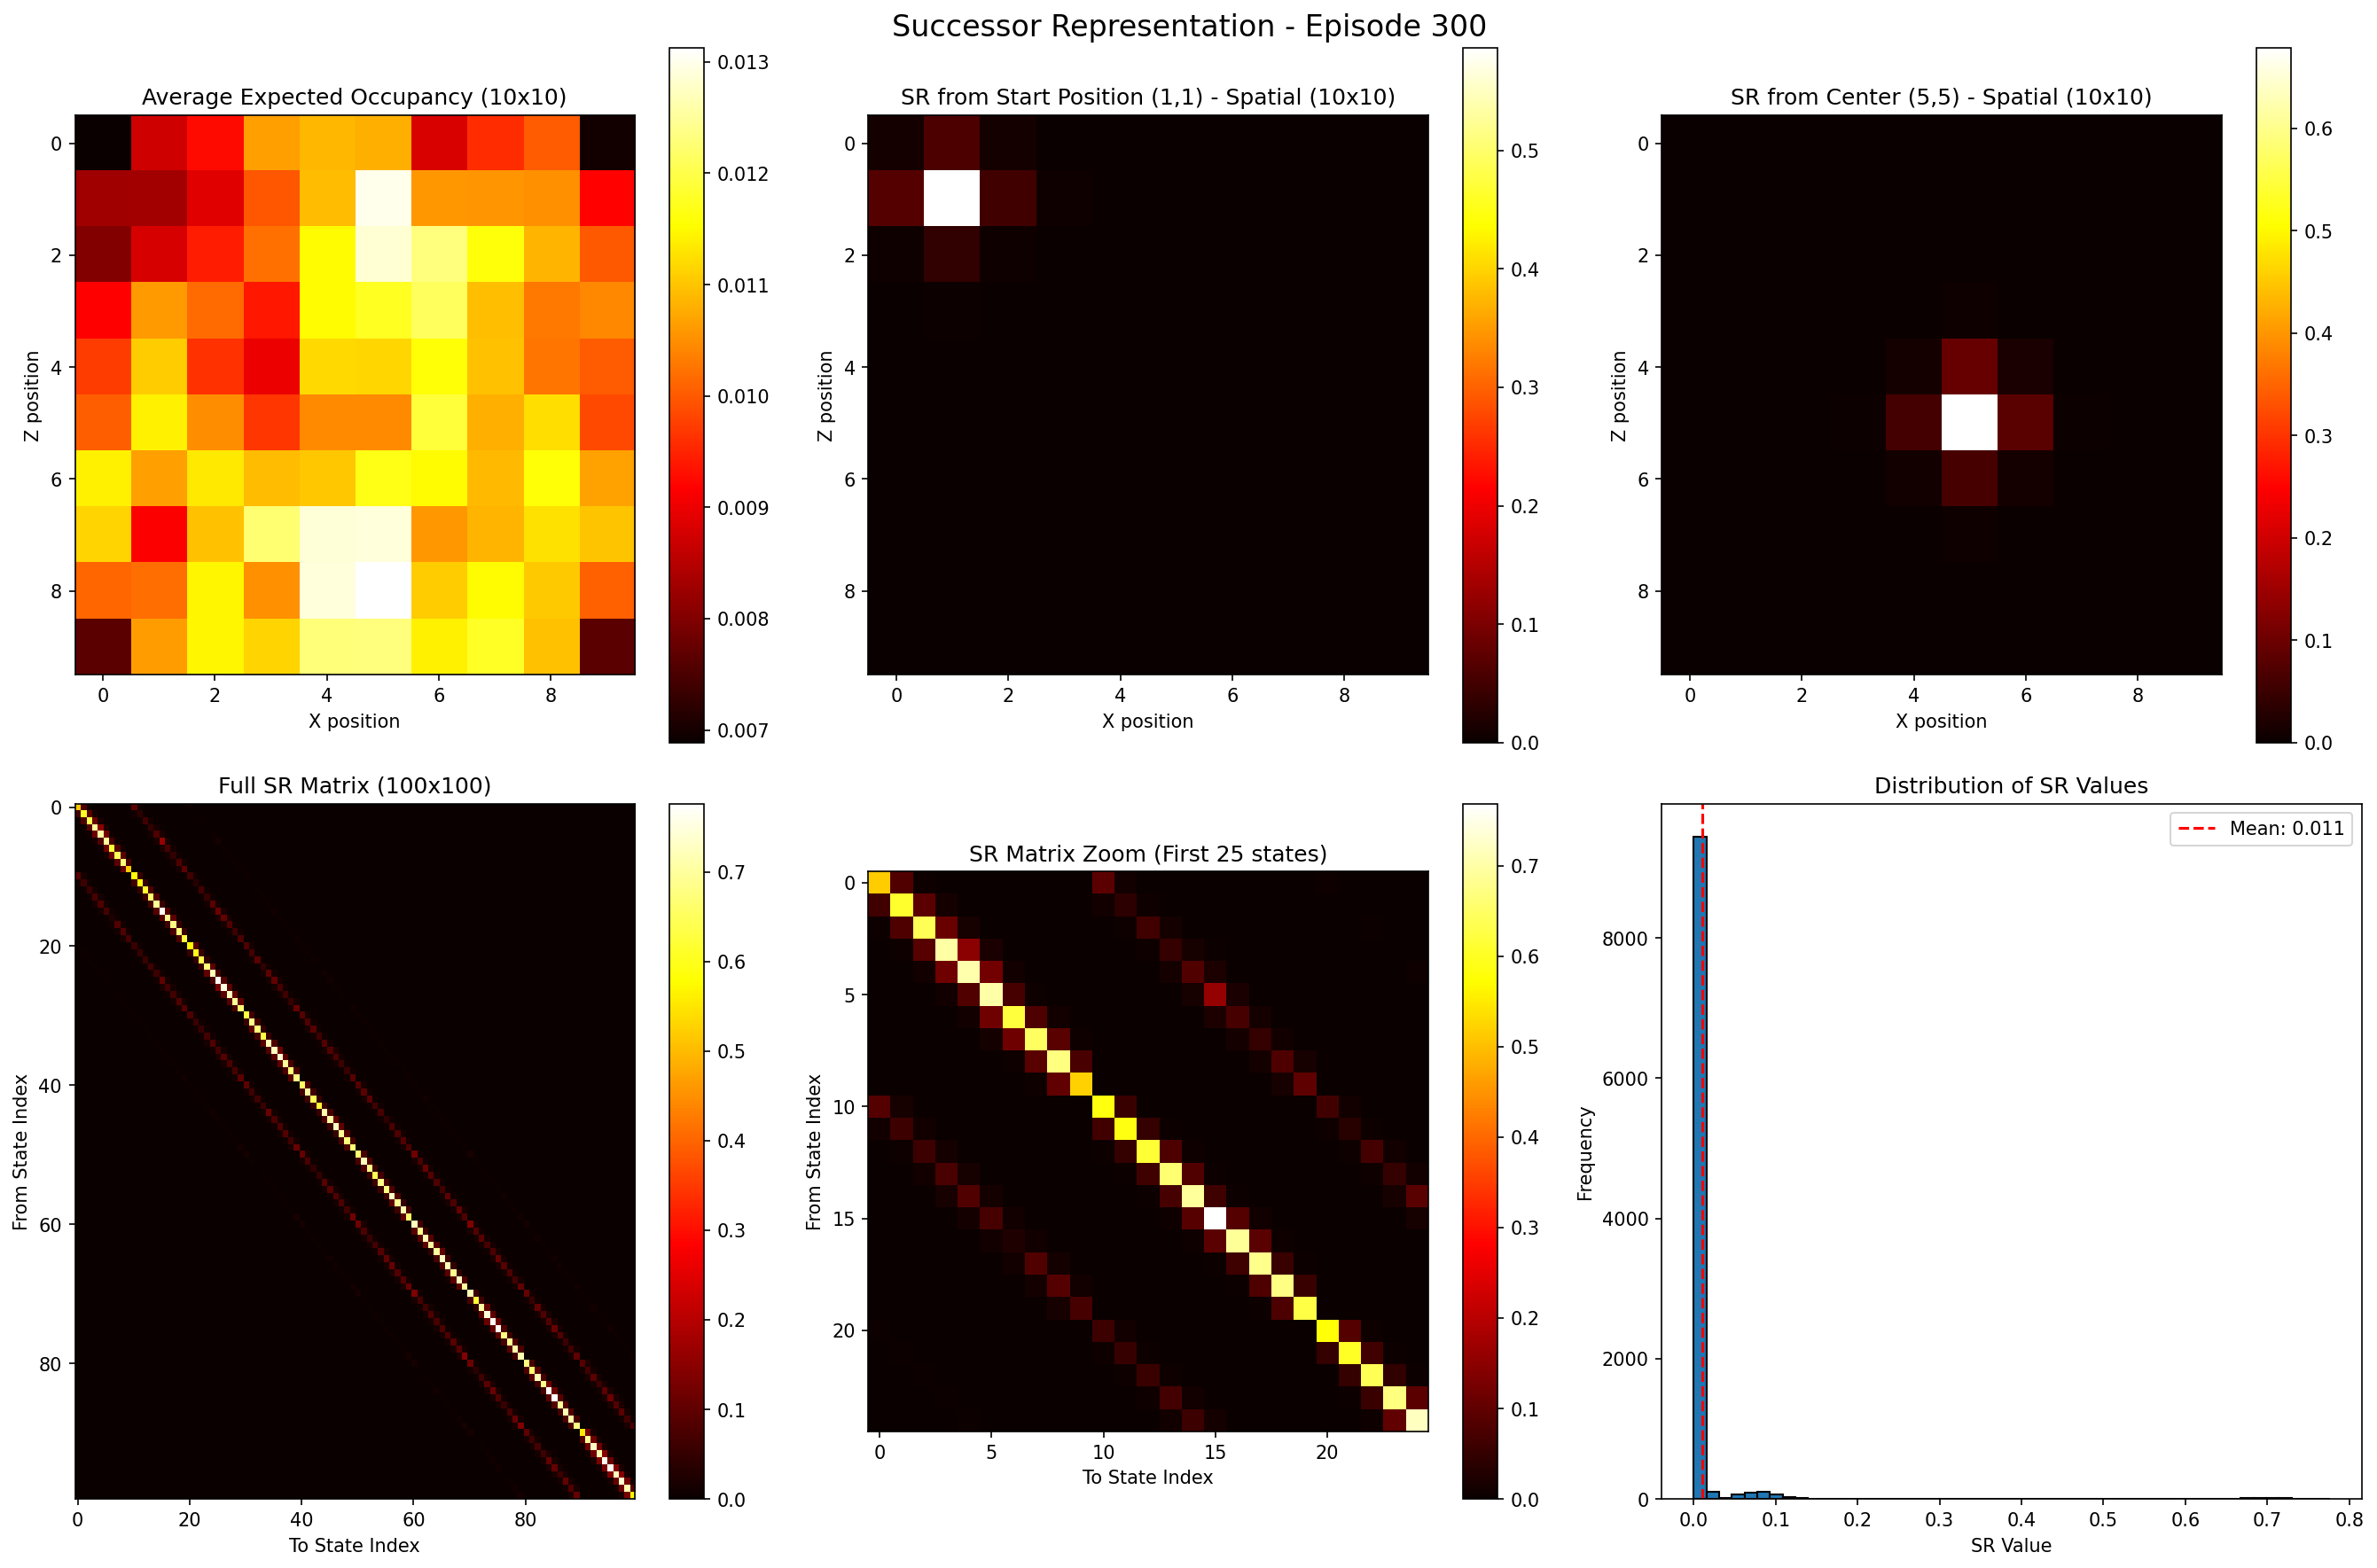 Successor Representation - Episode 300
Average Expected Occupancy (10x10)
Z position
0
2
4
6
8
0 2 4 6 8
X position
0.013
0.012
0.011
0.010
0.009
0.008
0.007
SR from Start Position (1,1) - Spatial (10x10)
Z position
0
2
4
6
8
0 2 4 6 8
X position
0.5
0.4
0.3
0.2
0.1
0.0
SR from Center (5,5) - Spatial (10x10)
Z position
0
2
4
6
8
0 2 4 6 8
X position
0.6
0.5
0.4
0.3
0.2
0.1
0.0
Full SR Matrix (100x100)
From State Index
0
20
40
60
80
0 20 40 60 80
To State Index
0.7
0.6
0.5
0.4
0.3
0.2
0.1
0.0
SR Matrix Zoom (First 25 states)
From State Index
0
5
10
15
20
0 5 10 15 20
To State Index
0.7
0.6
0.5
0.4
0.3
0.2
0.1
0.0
Distribution of SR Values
Mean: 0.011
Frequency
8000
6000
4000
2000
0
0.0 0.1 0.2 0.3 0.4 0.5 0.6 0.7 0.8
SR Value